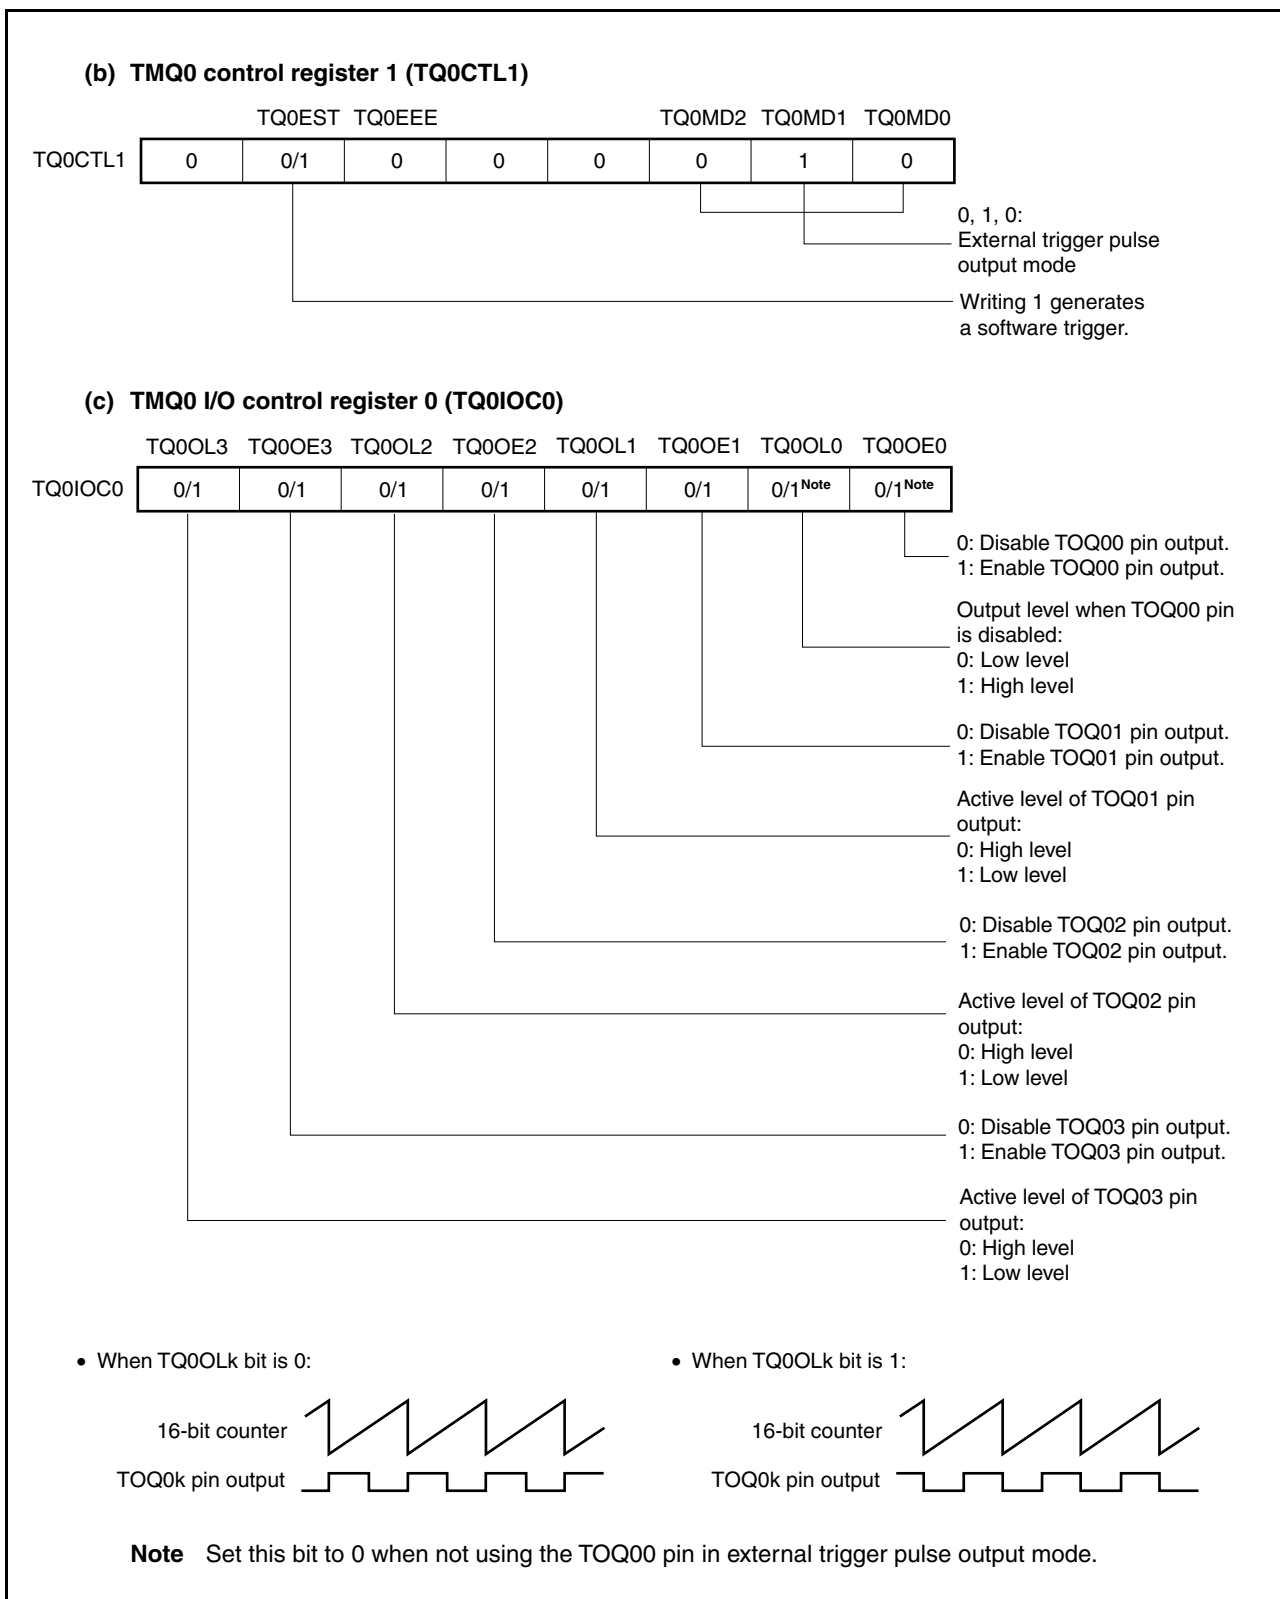 (b) TMQ0 control register 1 (TQ0CTL1)
TQ0EST TQ0EEE TQ0MD2 TQ0MD1 TQ0MD0
TQ0CTL1 0 0/1 0 0 0 0 1 0
0, 1, 0:
External trigger pulse
output mode
Writing 1 generates
a software trigger.
(c) TMQ0 I/O control register 0 (TQ0IOC0)
TQ0OL3 TQ0OE3 TQ0OL2 TQ0OE2 TQ0OL1 TQ0OE1 TQ0OL0 TQ0OE0
TQ0IOC0 0/1 0/1 0/1 0/1 0/1 0/1 0/1Note 0/1Note
0: Disable TOQ00 pin output.
1: Enable TOQ00 pin output.
Output level when TOQ00 pin
is disabled:
0: Low level
1: High level
0: Disable TOQ01 pin output.
1: Enable TOQ01 pin output.
Active level of TOQ01 pin
output:
0: High level
1: Low level
0: Disable TOQ02 pin output.
1: Enable TOQ02 pin output.
Active level of TOQ02 pin
output:
0: High level
1: Low level
0: Disable TOQ03 pin output.
1: Enable TOQ03 pin output.
Active level of TOQ03 pin
output:
0: High level
1: Low level
• When TQ0OLk bit is 0:
16-bit counter
TOQ0k pin output
• When TQ0OLk bit is 1:
16-bit counter
TOQ0k pin output
Note Set this bit to 0 when not using the TOQ00 pin in external trigger pulse output mode.